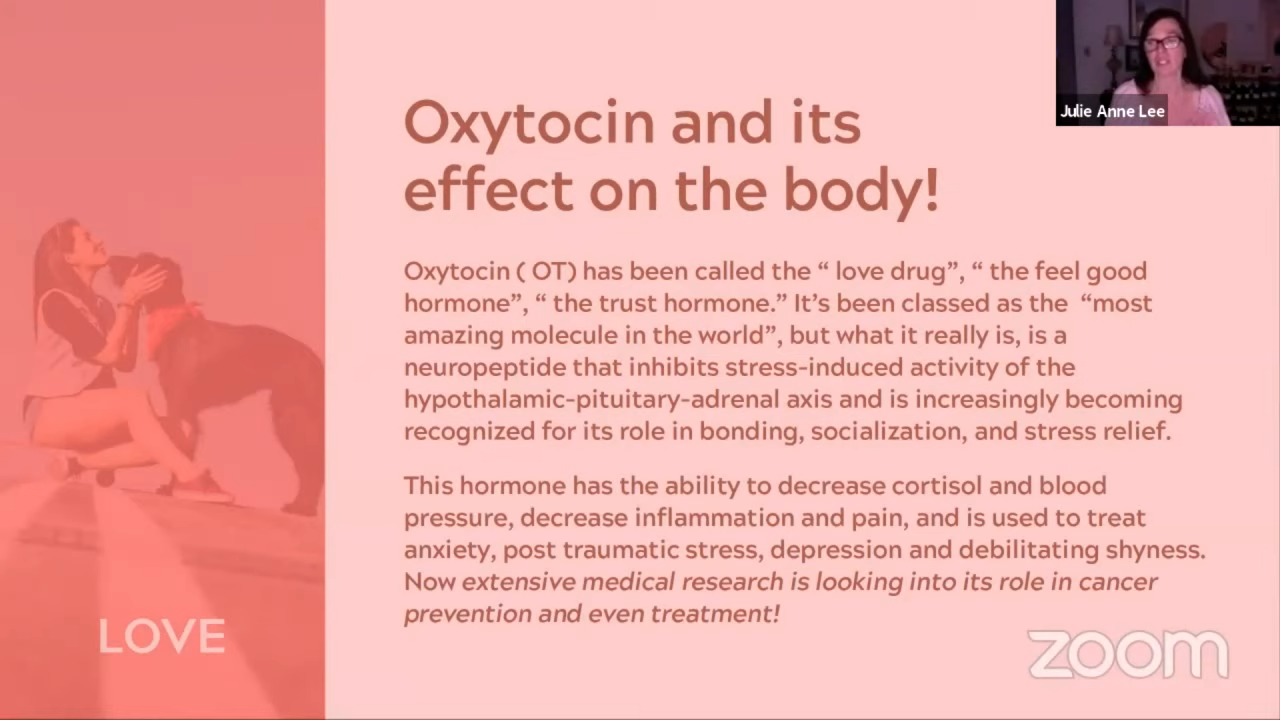 Julie Anne Lee
Oxytocin and its
effect on the body!
Oxytocin ( OT) has been called the “ love drug”, “ the feel good
hormone”, “ the trust hormone.” It’s been classed as the “most
amazing molecule in the world”, but what it really is, is a
neuropeptide that inhibits stress-induced activity of the
hypothalamic-pituitary-adrenal axis and is increasingly becoming
recognized for its role in bonding, socialization, and stress relief.
This hormone has the ability to decrease cortisol and blood
pressure, decrease inflammation and pain, and is used to treat
anxiety, post traumatic stress, depression and debilitating shyness.
Now extensive medical research is looking into its role in cancer
prevention and even treatment!
LOVE
zoom